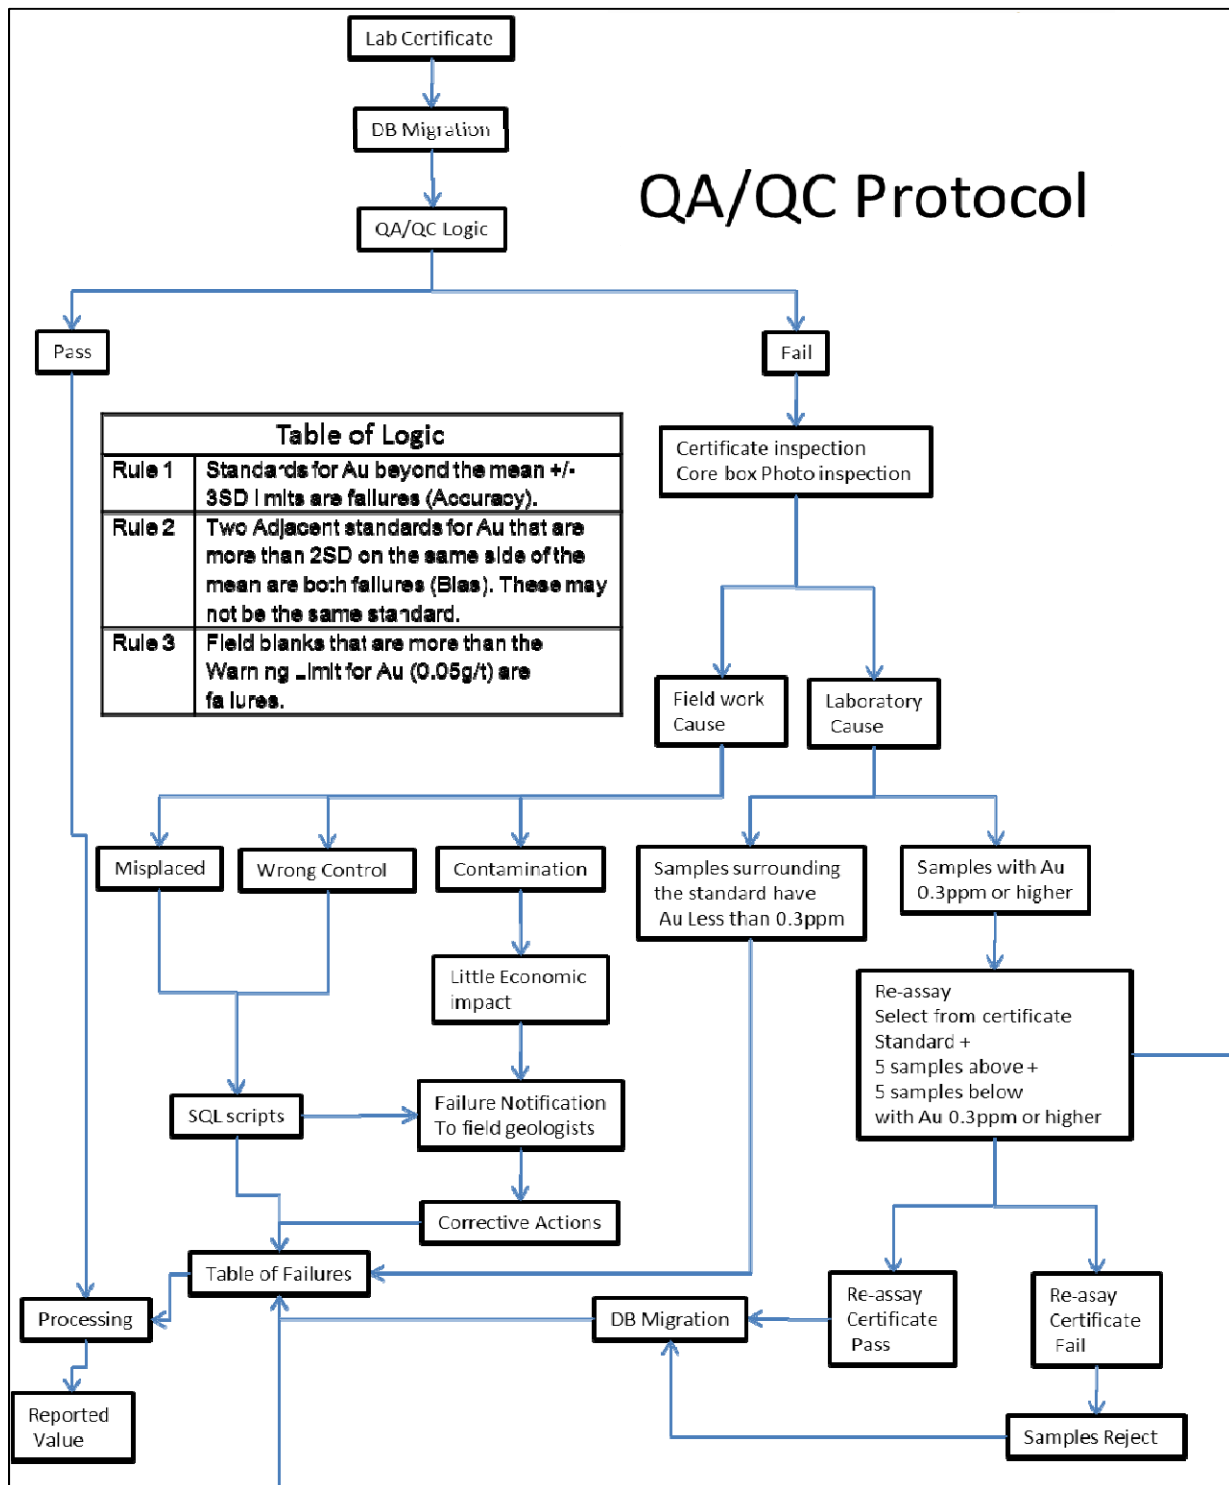 Lab Certificate
DB Migration
QA/QC Protocol
QA/QC Logic
Pass
Fail
Certificate inspection
Core box Photo inspection
Table of Logic
Rule 1
Standards for Au beyond the mean +/-
3SD l mits are failures (Accuracy).
Rule 2
Two Adjacent standards for Au that are
more than 2SD on the same side of the
mean are both failures (Bias). These may
not be the same standard.
Rule 3
Field blanks that are more than the
Warn ng Limit for Au (0.05g/t) are
fa lures.
Field work
Cause
Laboratory
Cause
Misplaced
Wrong Control
Contamination
Samples surrounding
the standard have
Au Less than 0.3ppm
Samples with Au
0.3ppm or higher
Little Economic
impact
Re-assay
Select from certificate
Standard +
5 samples above +
5 samples below
with Au 0.3ppm or higher
SQL scripts
Failure Notification
To field geologists
Corrective Actions
Table of Failures
Processing
DB Migration
Re-assay
Certificate
Pass
Re-asay
Certificate
Fail
Reported
Value
Samples Reject